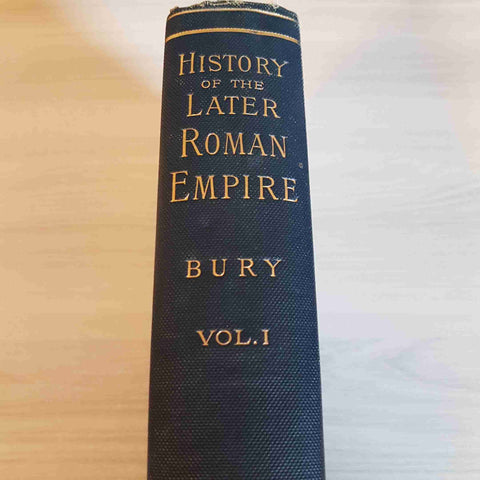 HISTORY
OF THE
LATER
ROMAN
EMPIRE
BURY
VOL. I